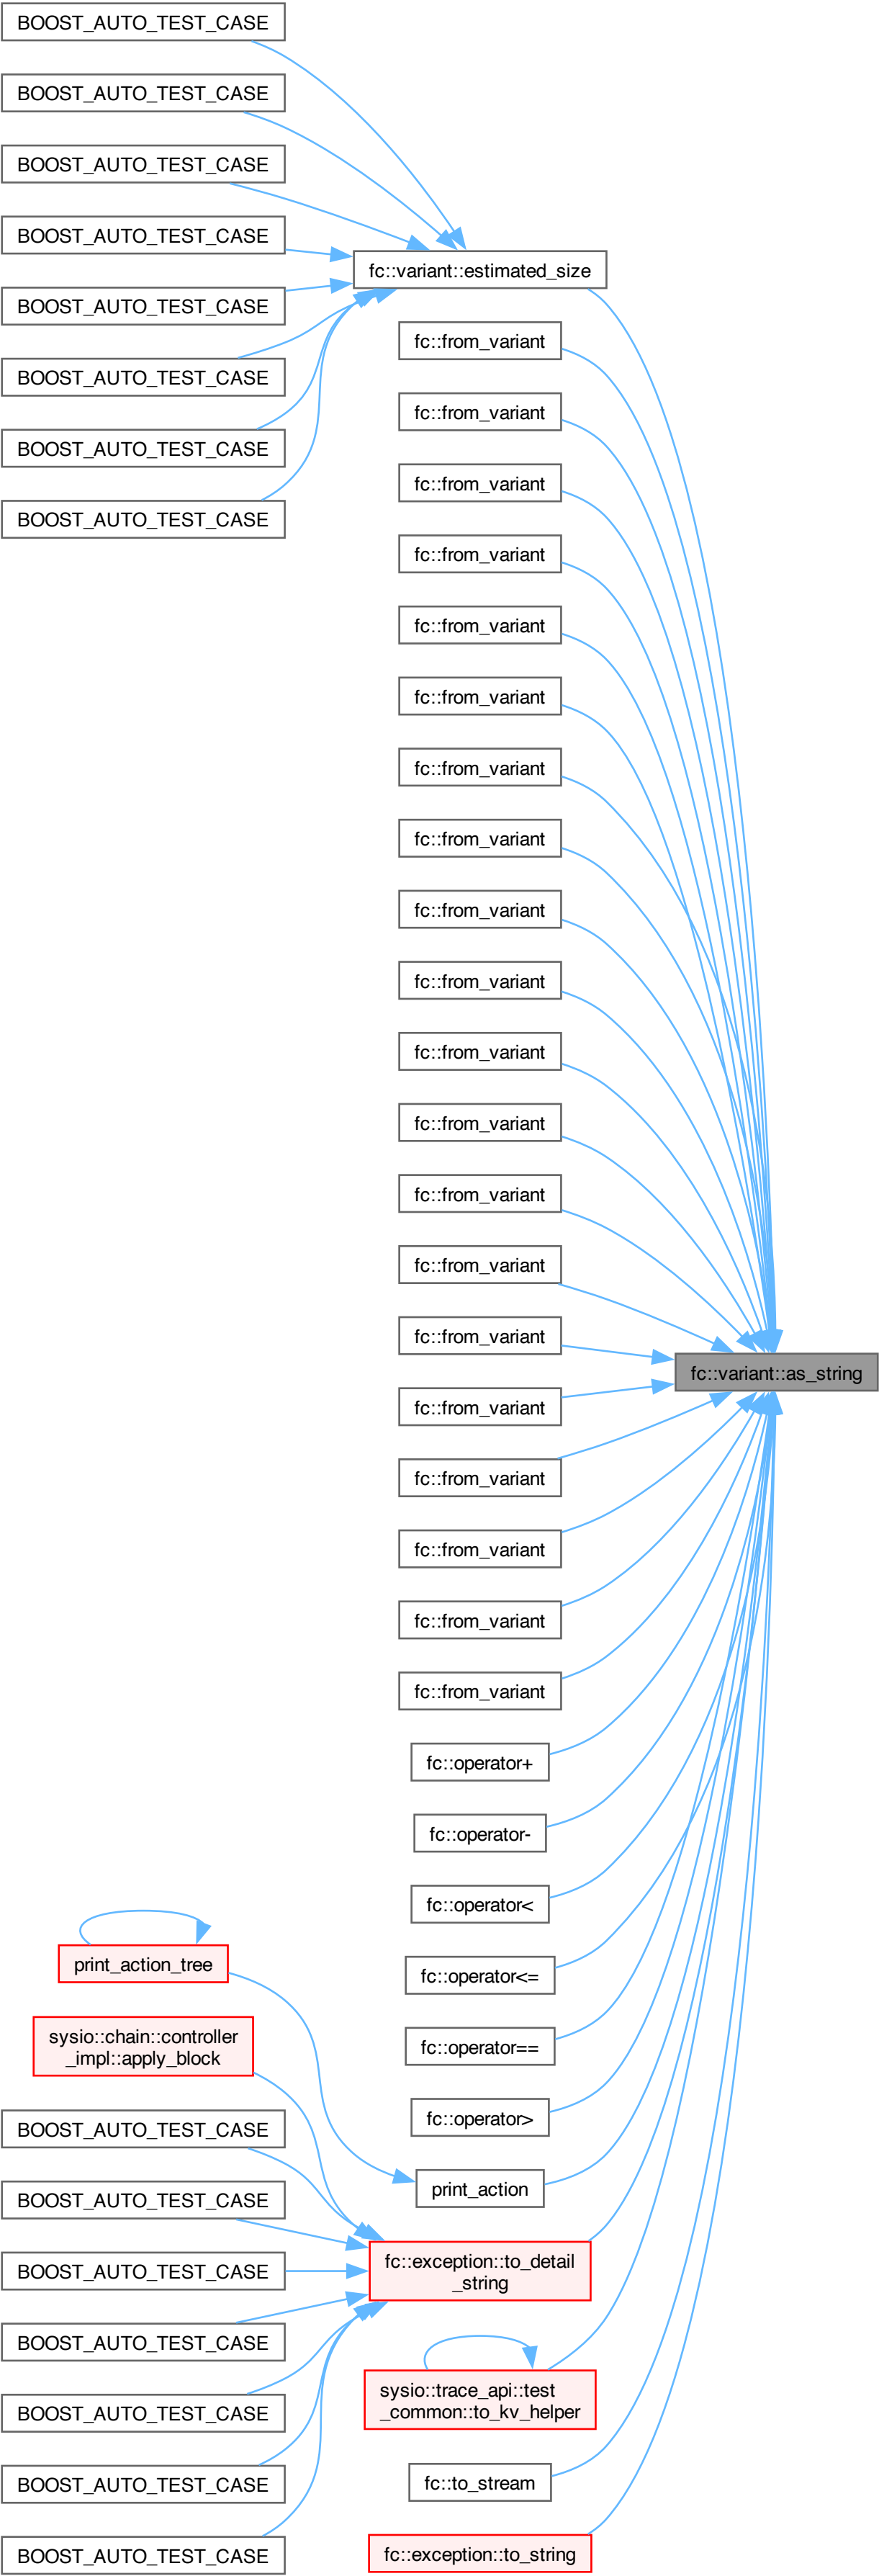 BOOST_AUTO_TEST_CASE
BOOST_AUTO_TEST_CASE
BOOST_AUTO_TEST_CASE
BOOST_AUTO_TEST_CASE
fc::variant::estimated_size
BOOST_AUTO_TEST_CASE
fc::from_variant
BOOST_AUTO_TEST_CASE
fc::from_variant
BOOST_AUTO_TEST_CASE
fc::from_variant
BOOST_AUTO_TEST_CASE
fc::from_variant
fc::from_variant
fc::from_variant
fc::from_variant
fc::from_variant
fc::from_variant
fc::from_variant
fc::from_variant
fc::from_variant
fc::from_variant
fc::from_variant
fc::from_variant
fc::variant::as_string
fc::from_variant
fc::from_variant
fc::from_variant
fc::from_variant
fc::from_variant
fc::operator+
fc::operator-
fc::operator<
print_action_tree
fc::operator<=
sysio::chain::controller
_impl::apply_block
fc::operator==
fc::operator>
BOOST_AUTO_TEST_CASE
print_action
BOOST_AUTO_TEST_CASE
fc::exception::to_detail
_string
BOOST_AUTO_TEST_CASE
BOOST_AUTO_TEST_CASE
sysio::trace_api::test
_common::to_kv_helper
BOOST_AUTO_TEST_CASE
fc::to_stream
BOOST_AUTO_TEST_CASE
fc::exception::to_string
BOOST_AUTO_TEST_CASE